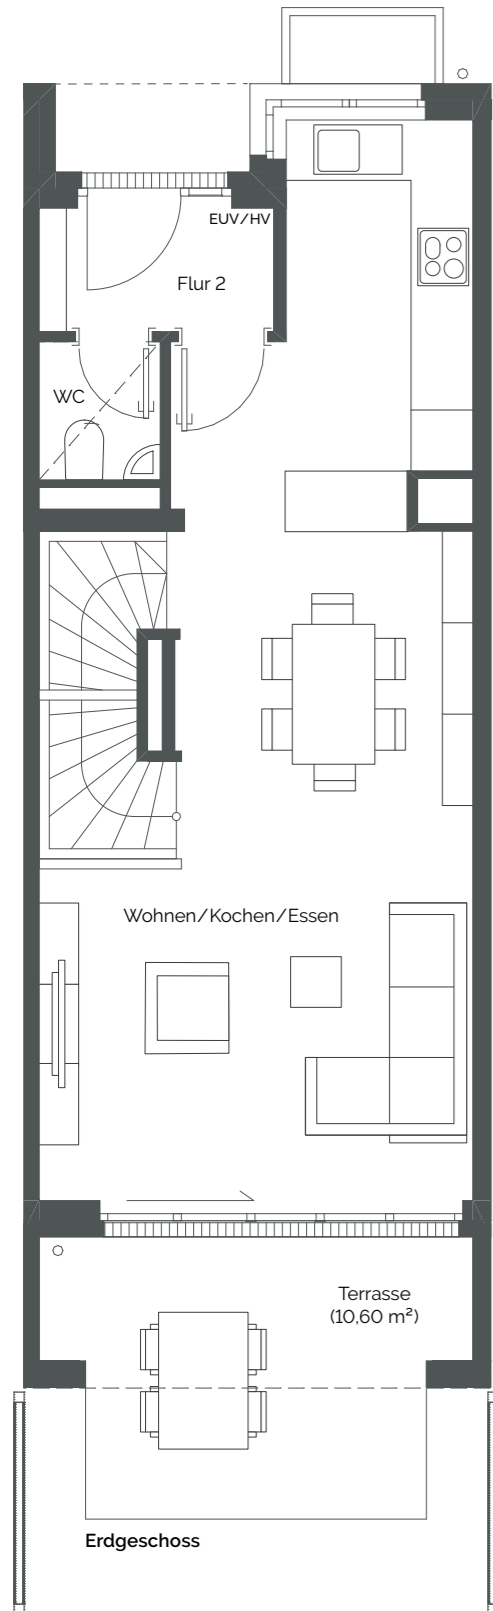 EUV/HV
Flur 2
WC
Wohnen/Kochen/Essen
Terrasse
(10,60 m²)
Erdgeschoss